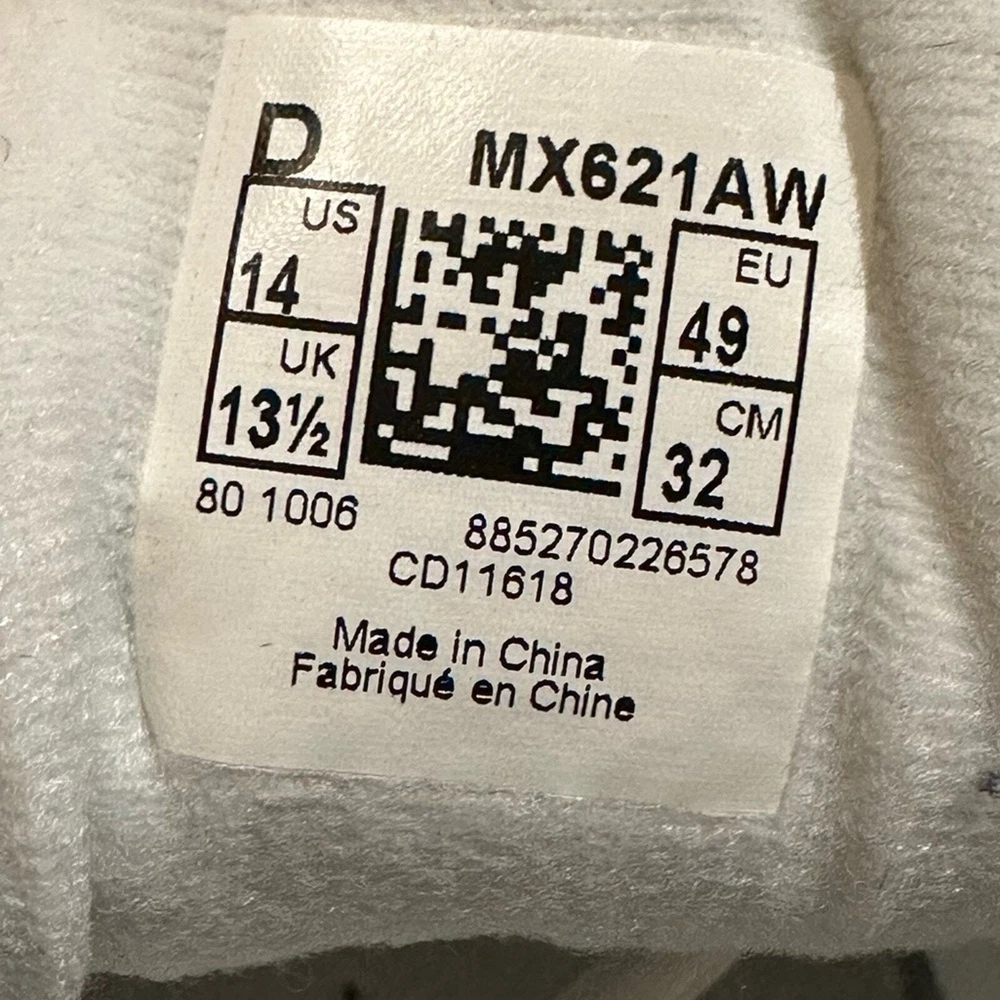 D
MX621AW
US
14
UK
13½
EU
49
CM
32
80 1006
885270226578
CD11618
Made in China
Fabriqué en Chine